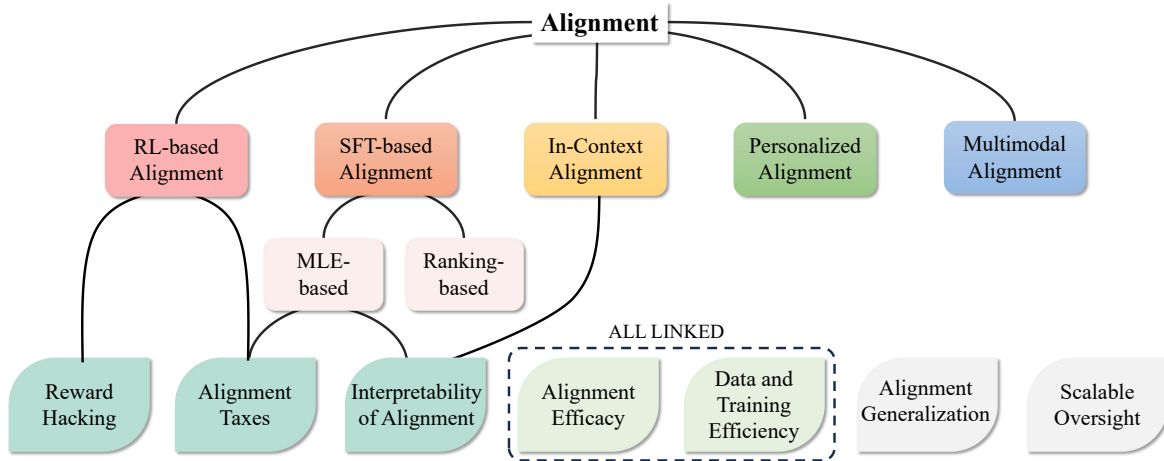 Alignment
RL-based
Alignment
SFT-based
Alignment
In-Context
Alignment
Personalized
Alignment
Multimodal
Alignment
MLE-
based
Ranking-
based
ALL LINKED
Reward
Hacking
Alignment
Taxes
Interpretability
of Alignment
Alignment
Efficacy
Data and
Training
Efficiency
Alignment
Generalization
Scalable
Oversight